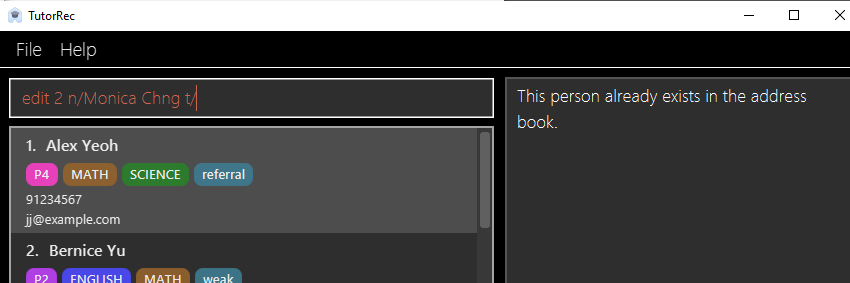 TutorRec
File Help
edit 2 n/Monica Chng t/
This person already exists in the address
book.
1. Alex Yeoh
P4 MATH SCIENCE referral
91234567
jj@example.com
2. Bernice Yu
P2 ENGLISH MATH weak